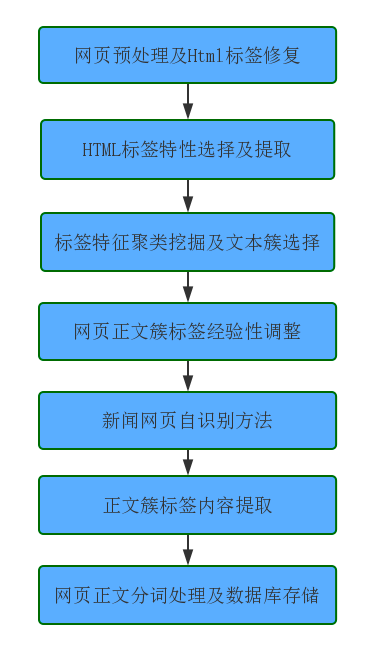 网页预处理及Html标签修复
HTML标签特性选择及提取
标签特征聚类挖掘及文本簇选择
网页正文簇标签经验性调整
新闻网页自识别方法
正文簇标签内容提取
网页正文分词处理及数据库存储